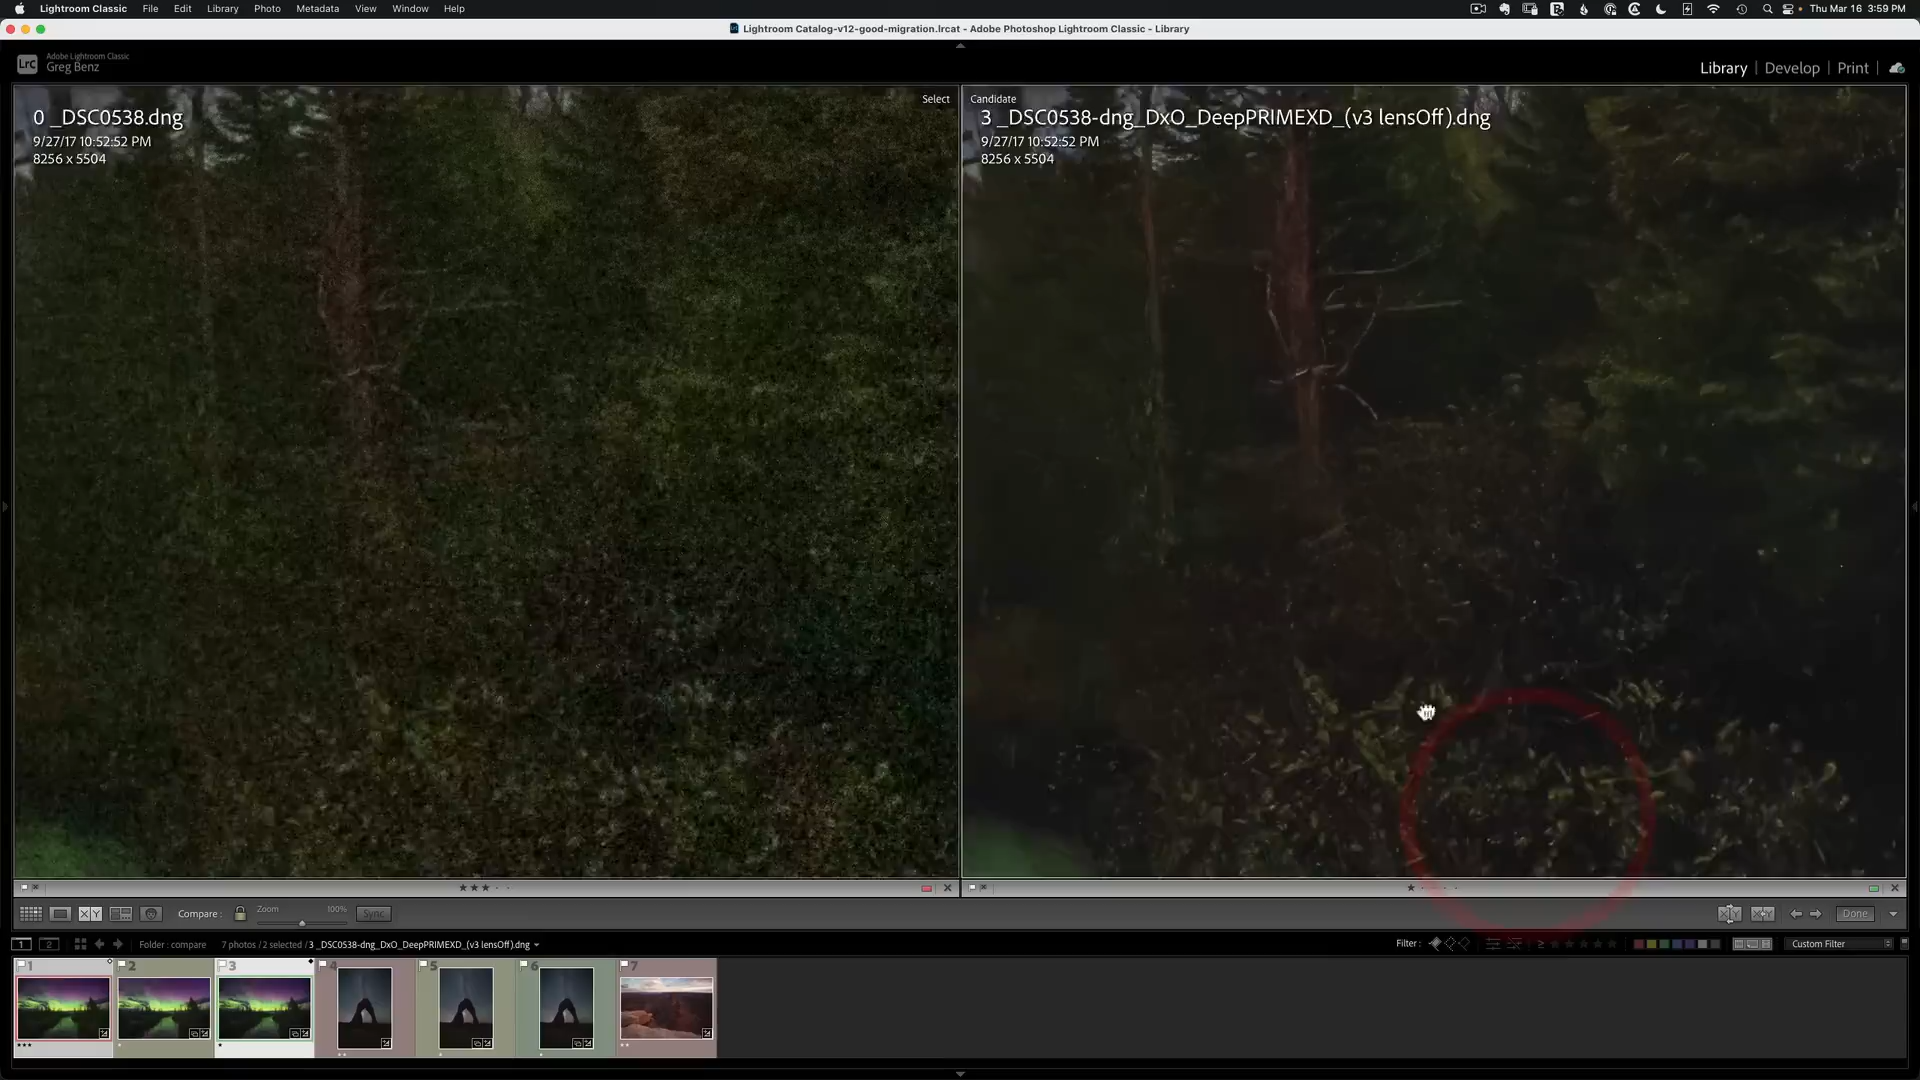 Lightroom Classic File Edit Library Photo Metadata View Window Help Thu Mar 16 3:59 PM
Lightroom Catalog-v12-good-migration.lrcat - Adobe Photoshop Lightroom Classic - Library
LrC
Adobe Lightroom Classic
Greg Benz
Library | Develop | Print |
0 _DSC0538.dng
9/27/17 10:52:52 PM
8256 x 5504
Select
Candidate
3 _DSC0538-dng_DxO_DeepPRIMEXD_(v3 lensOff).dng
9/27/17 10:52:52 PM
8256 x 5504
XY Compare : Zoom 100% Sync Done
1 2 Folder : compare 7 photos / 2 selected / 3 _DSC0538-dng_DxO_DeepPRIMEXD_(v3 lensOff).dng Filter : Custom Filter
1 2 3 4 5 6 7